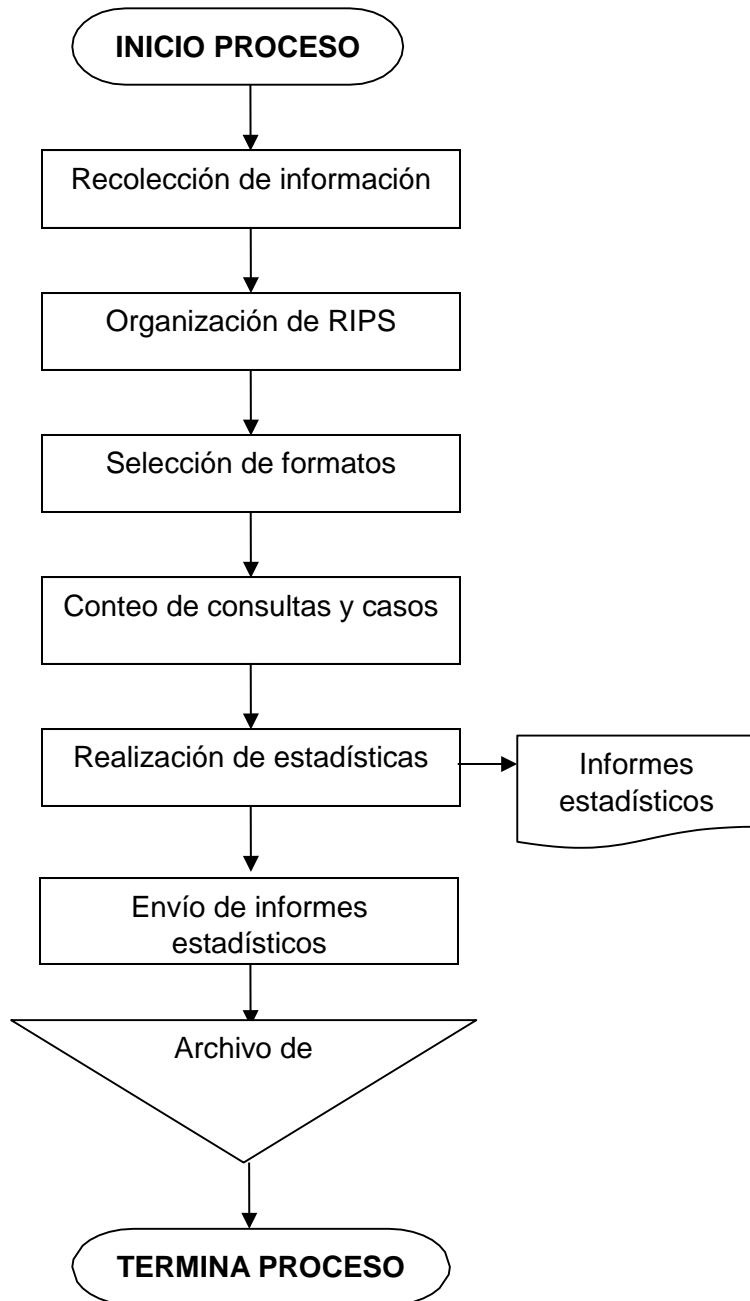 INICIO PROCESO
Recolección de información
Organización de RIPS
Selección de formatos
Conteo de consultas y casos
Realización de estadísticas
Informes
estadísticos
Envío de informes
estadísticos
Archivo de
TERMINA PROCESO